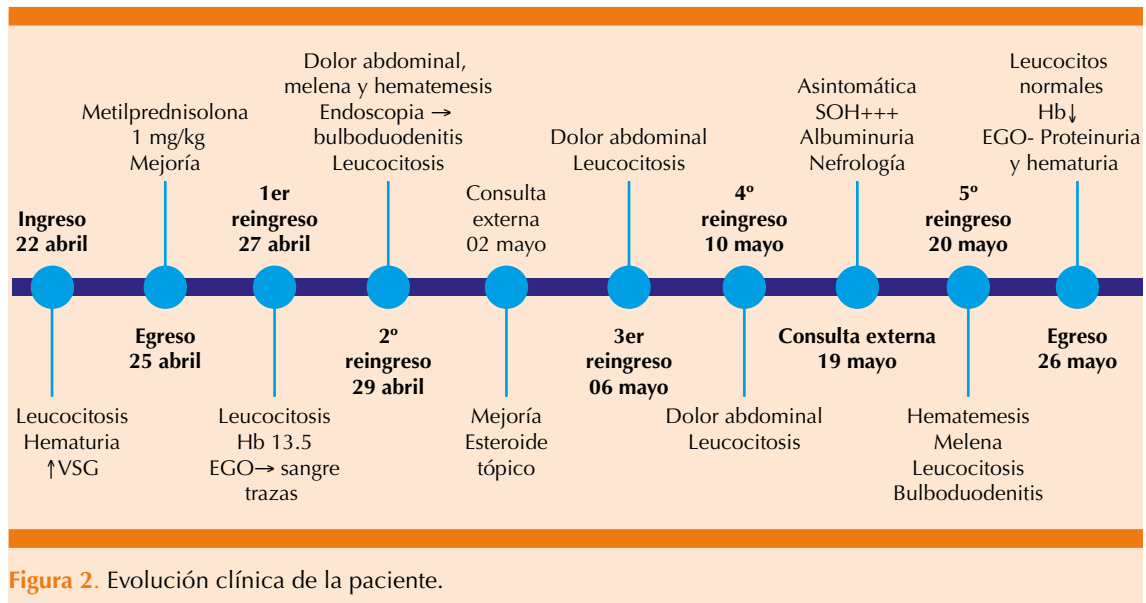 Ingreso
22 abril
Leucocitosis
Hematuria
↑VSG
Metilprednisolona
1 mg/kg
Mejoría
Egreso
25 abril
1er
reingreso
27 abril
Leucocitosis
Hb 13.5
EGO→ sangre
trazas
Dolor abdominal,
melena y hematemesis
Endoscopia →
bulboduodenitis
Leucocitosis
2º
reingreso
29 abril
Consulta
externa
02 mayo
Mejoría
Esteroide
tópico
Dolor abdominal
Leucocitosis
3er
reingreso
06 mayo
4º
reingreso
10 mayo
Dolor abdominal
Leucocitosis
Asintomática
SOH+++
Albuminuria
Nefrología
Consulta externa
19 mayo
5º
reingreso
20 mayo
Hematemesis
Melena
Leucocitosis
Bulboduodenitis
Leucocitos
normales
Hb↓
EGO- Proteinuria
y hematuria
Egreso
26 mayo
Figura 2. Evolución clínica de la paciente.